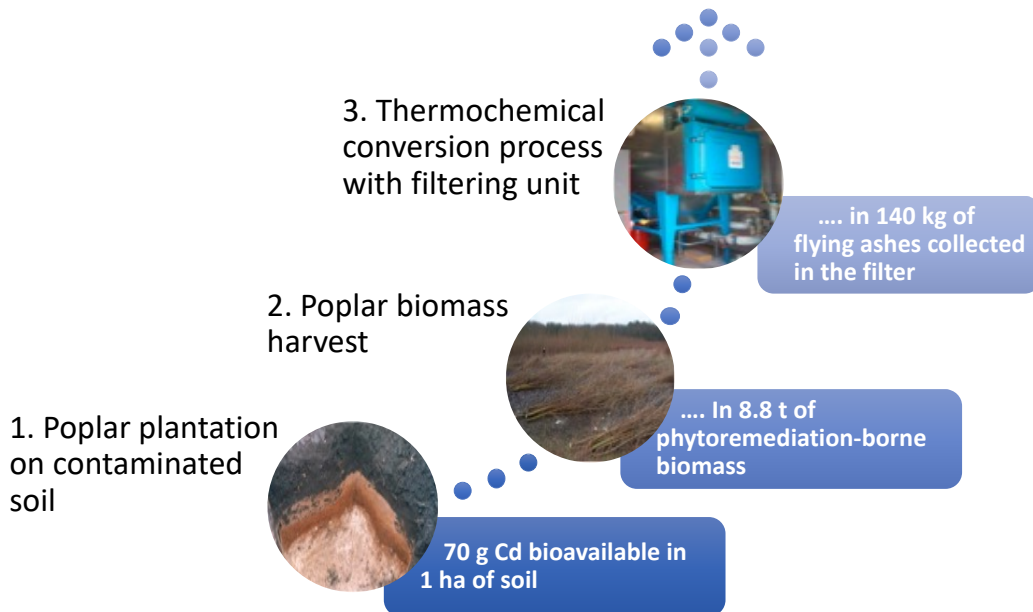 3. Thermochemical
conversion process
with filtering unit
.... in 140 kg of
flying ashes collected
in the filter
2. Poplar biomass
harvest
.... In 8.8 t of
phytoremediation-borne
biomass
1. Poplar plantation
on contaminated
soil
70 g Cd bioavailable in
1 ha of soil